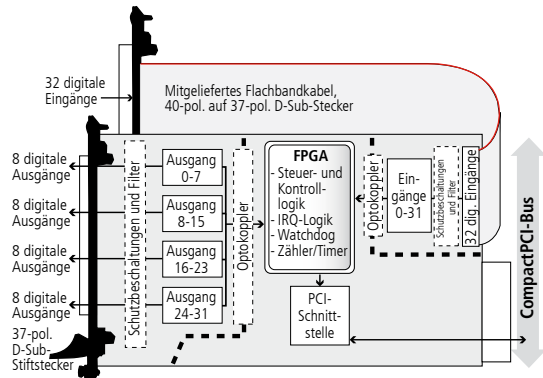 32 digitale
Eingänge
Mitgeliefertes Flachbandkabel,
40-pol. auf 37-pol. D-Sub-Stecker
8 digitale
Ausgänge
8 digitale
Ausgänge
8 digitale
Ausgänge
8 digitale
Ausgänge
37-pol.
D-Sub-
Stiftstecker
Schutzbeschaltungen und Filter
Ausgang
0-7
Ausgang
8-15
Ausgang
16-23
Ausgang
24-31
Optokoppler
FPGA
- Steuer- und
Kontroll-
logik
- IRQ-Logik
- Watchdog
- Zähler/Timer
PCI-
Schnitt-
stelle
Optokoppler
Ein-
gänge
0-31
Schutzbeschaltungen
und Filter
32 dig. Eingänge
CompactPCI-Bus